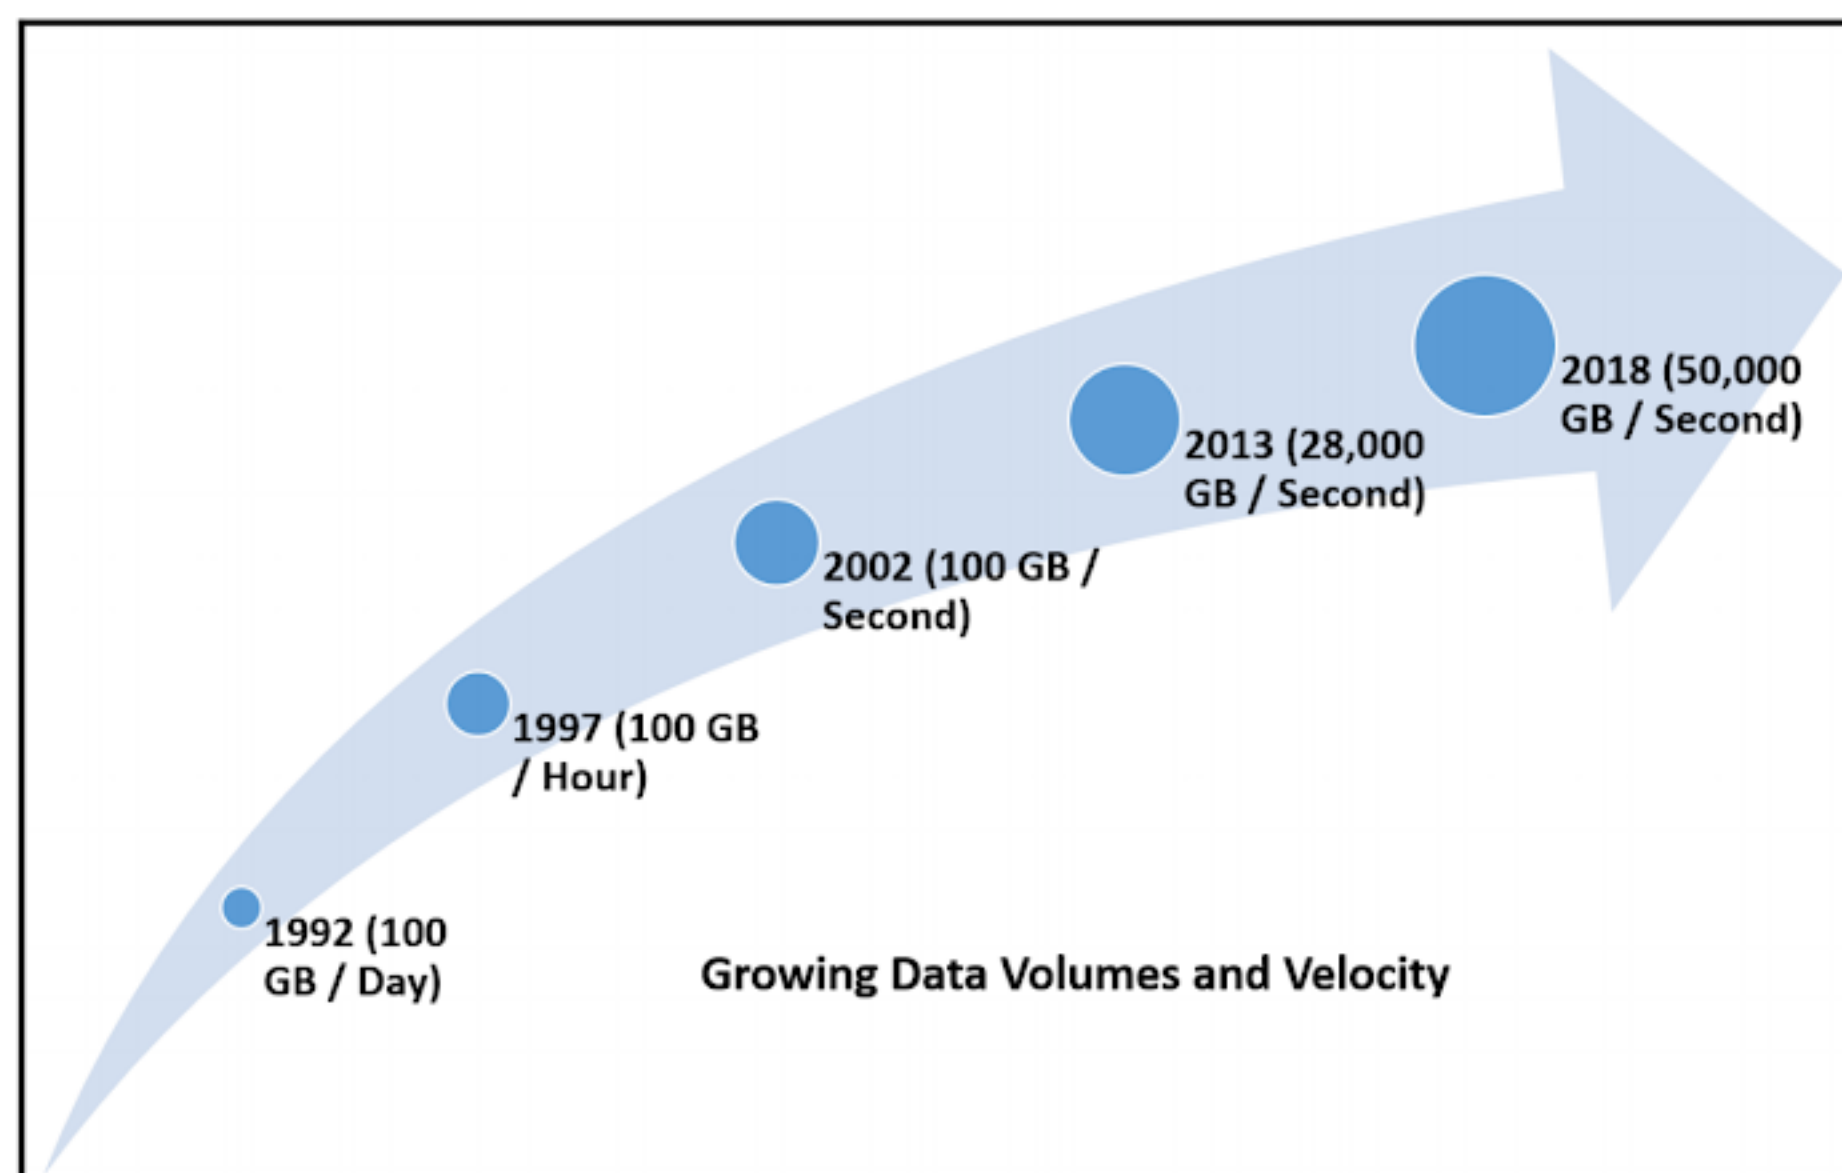 2018 (50,000
GB / Second)
2013 (28,000
GB / Second)
2002 (100 GB /
Second)
1997 (100 GB
/ Hour)
1992 (100
GB / Day)
Growing Data Volumes and Velocity